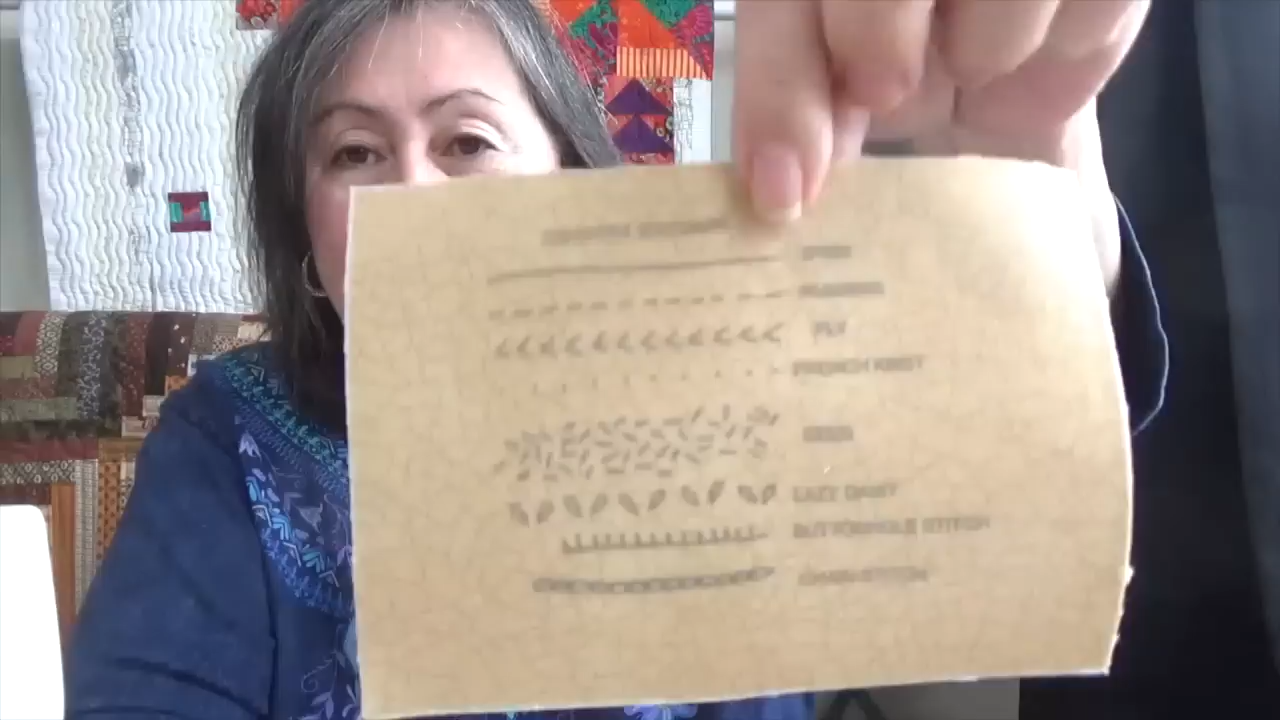 RUNNING
FLY
FRENCH KNOT
SEED
LAZY DAISY
BUTTONHOLE STITCH
CHAIN STITCH